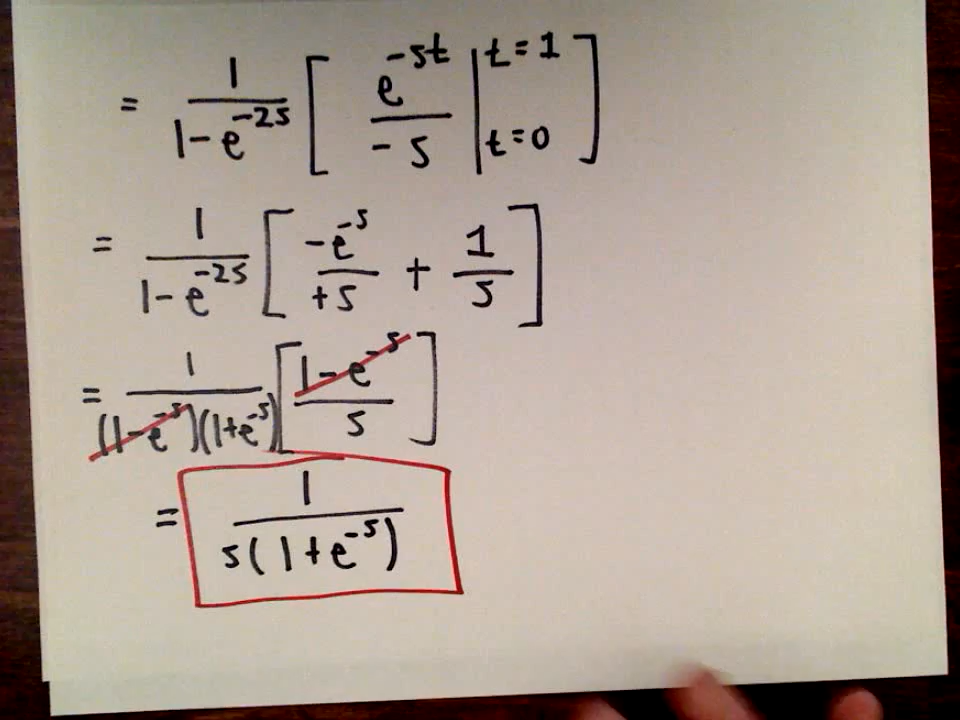 = 1/(1-e^{-2s}) [ e^{-st}/(-s) |_{t=0}^{t=1} ]
= 1/(1-e^{-2s}) [ -e^{-s}/(+s) + 1/s ]
= 1/((1-e^{-s})(1+e^{-s})) [ (1-e^{-s})/s ]
= 1/(s(1+e^{-s}))